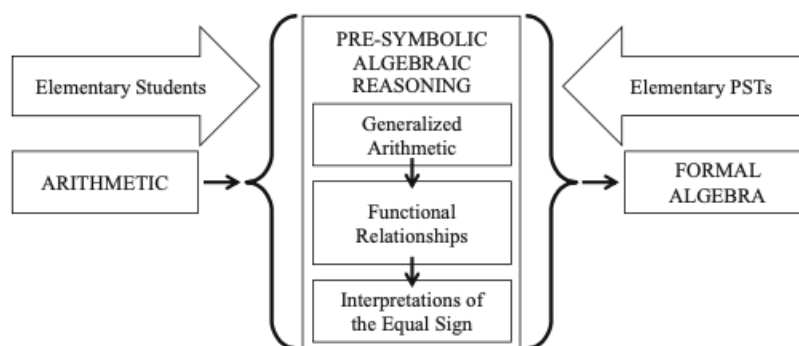 Elementary Students
ARITHMETIC
PRE-SYMBOLIC
ALGEBRAIC
REASONING
Generalized
Arithmetic
Functional
Relationships
Interpretations of
the Equal Sign
Elementary PSTs
FORMAL
ALGEBRA